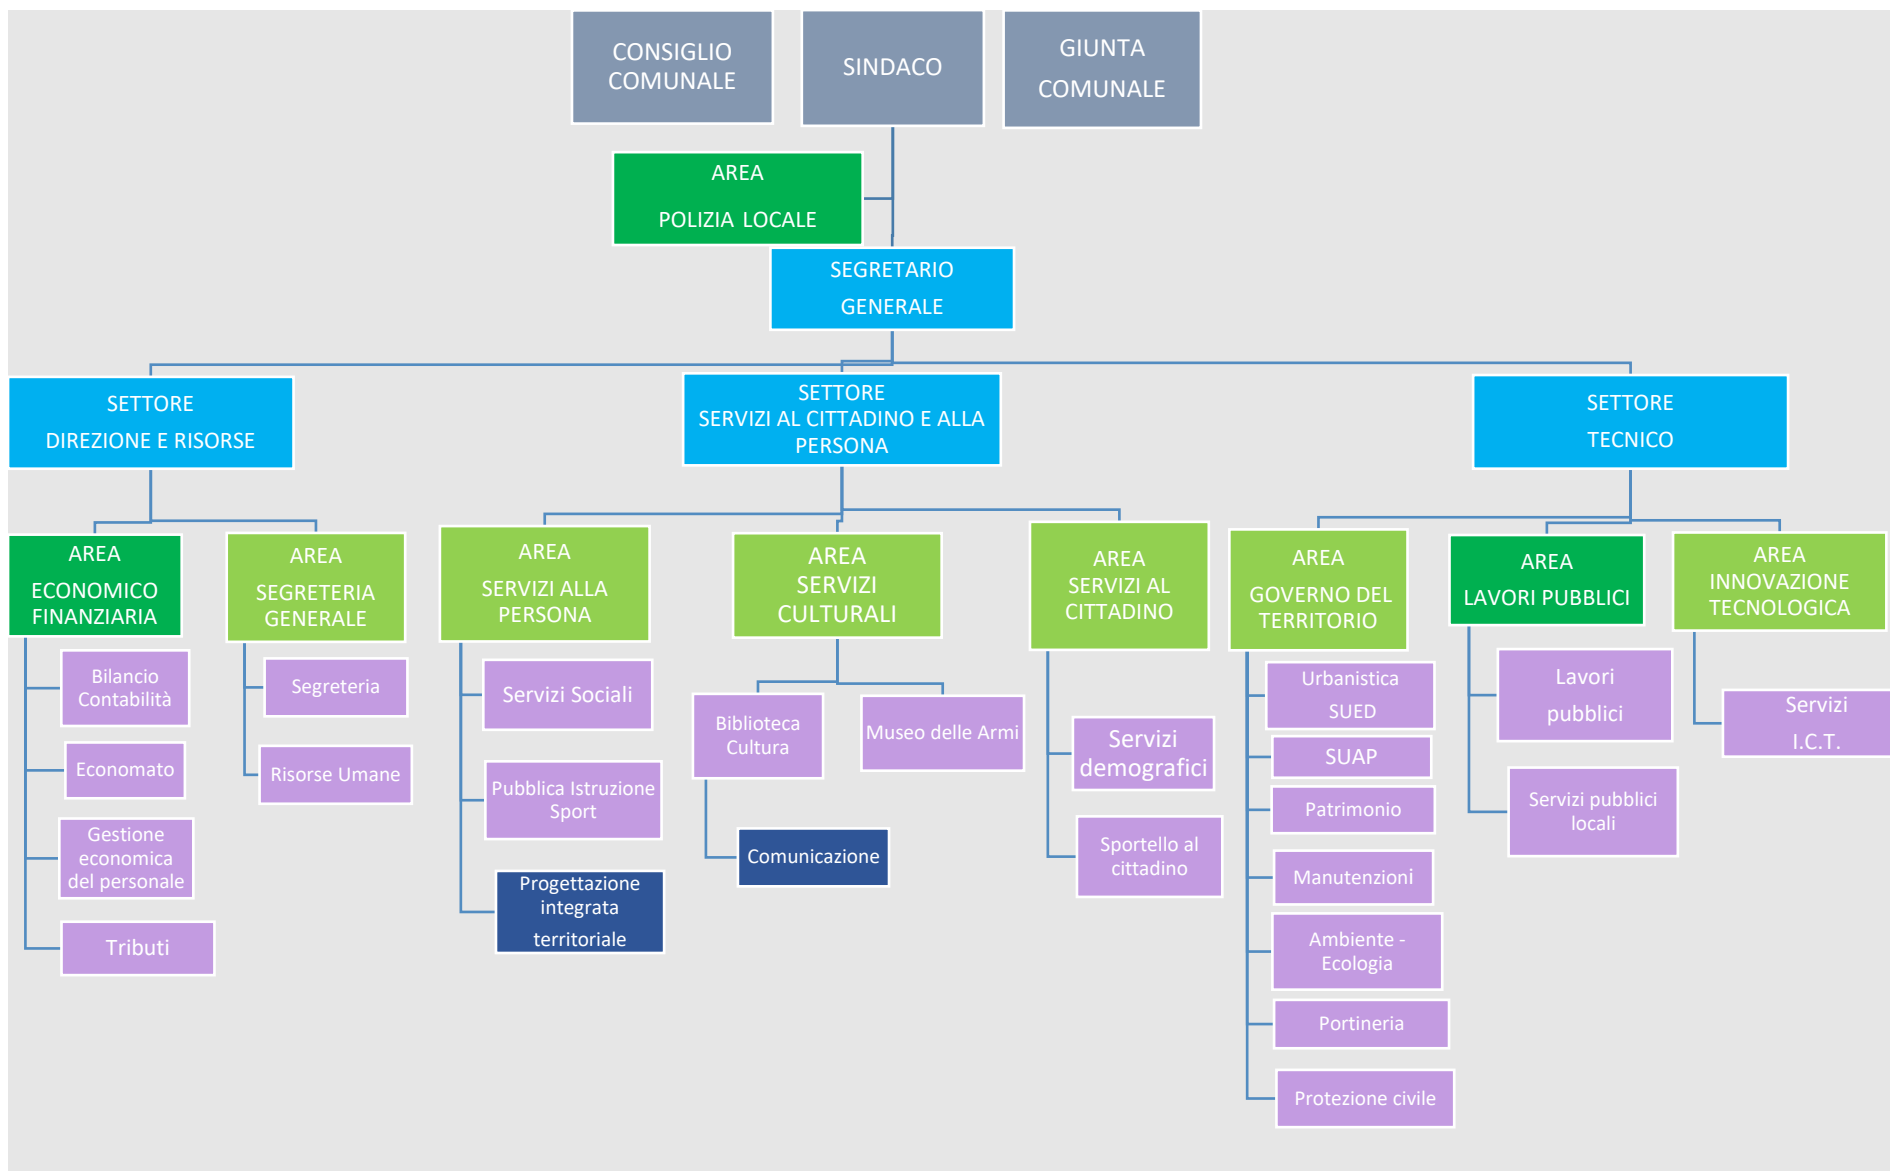 CONSIGLIO
COMUNALE
SINDACO
GIUNTA
COMUNALE
AREA
POLIZIA LOCALE
SEGRETARIO
GENERALE
SETTORE
DIREZIONE E RISORSE
SETTORE
SERVIZI AL CITTADINO E ALLA
PERSONA
SETTORE
TECNICO
AREA
ECONOMICO
FINANZIARIA
AREA
SEGRETERIA
GENERALE
AREA
SERVIZI ALLA
PERSONA
AREA
SERVIZI
CULTURALI
AREA
SERVIZI AL
CITTADINO
AREA
GOVERNO DEL
TERRITORIO
AREA
LAVORI PUBBLICI
AREA
INNOVAZIONE
TECNOLOGICA
Bilancio
Contabilità
Economato
Gestione
economica
del personale
Tributi
Segreteria
Risorse Umane
Servizi Sociali
Pubblica Istruzione
Sport
Progettazione
integrata
territoriale
Biblioteca
Cultura
Comunicazione
Museo delle Armi
Servizi
demografici
Sportello al
cittadino
Urbanistica
SUED
SUAP
Patrimonio
Manutenzioni
Ambiente -
Ecologia
Portineria
Protezione civile
Lavori
pubblici
Servizi pubblici
locali
Servizi
I.C.T.